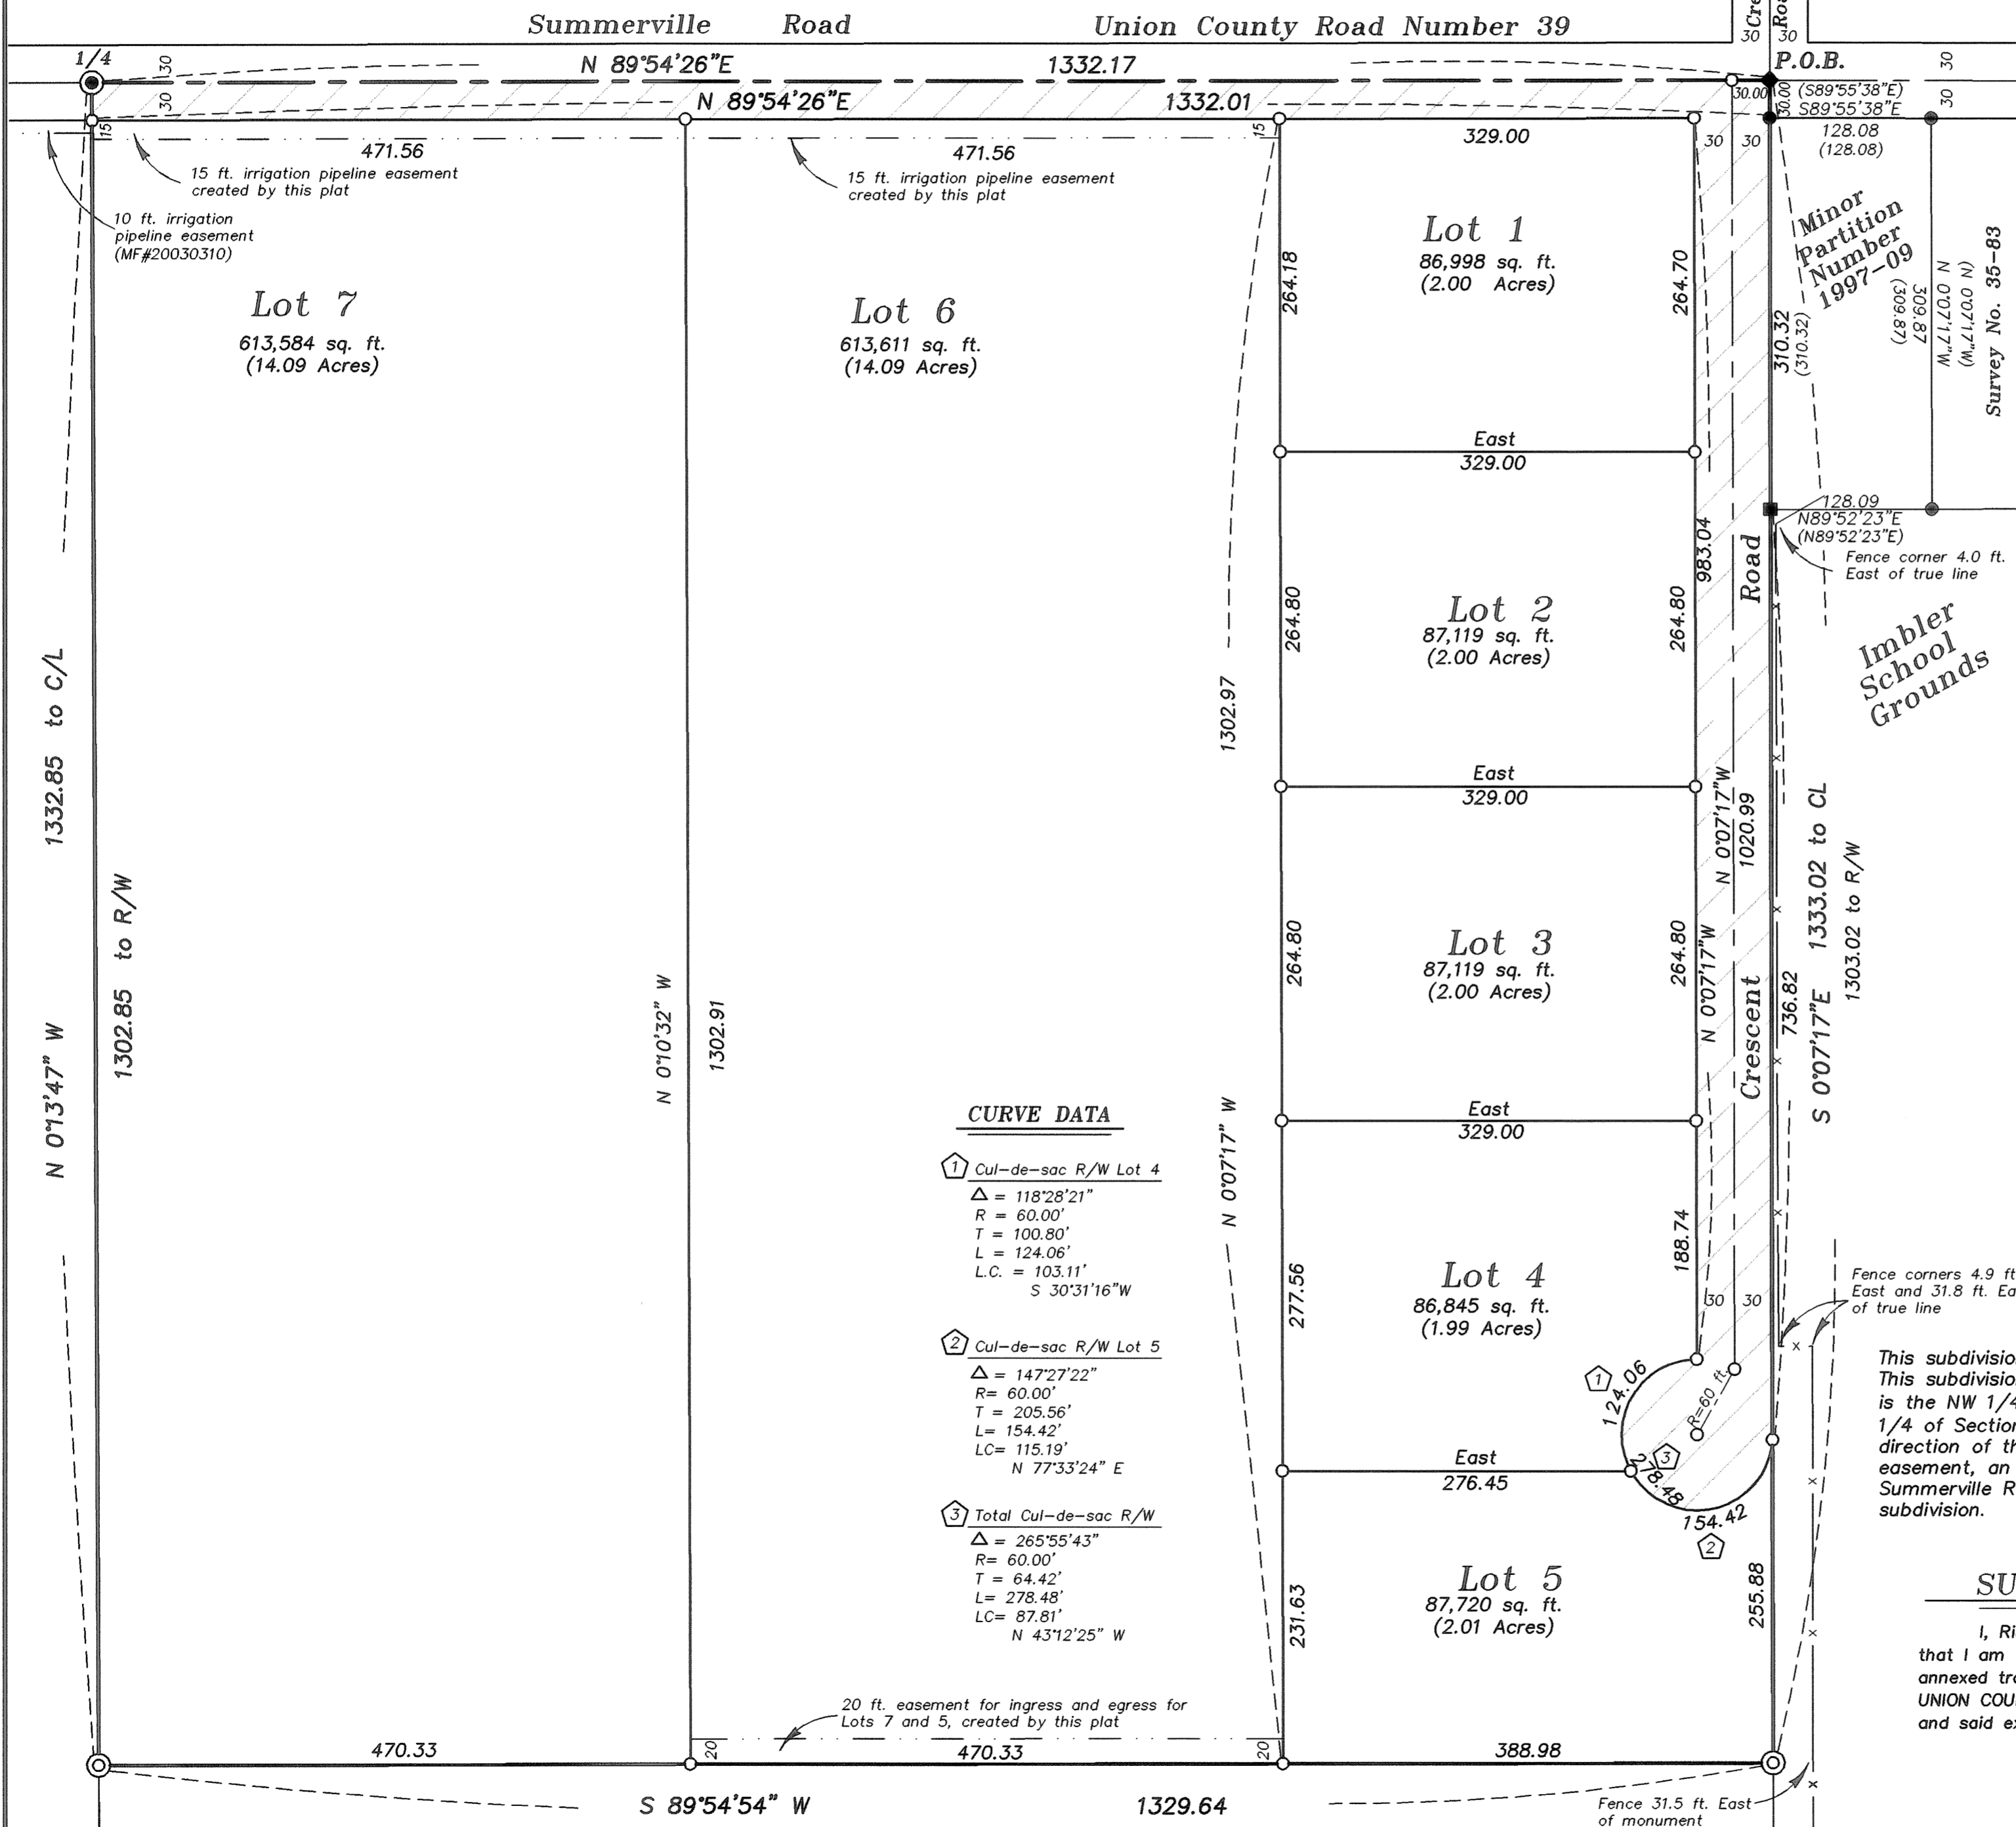 Summerville Road Union County Road Number 39
30 Cre
Roa 30
1/4
30
N 89°54'26"E 1332.17
P.O.B.
30
30
N 89°54'26"E 1332.01
30.00
30.00
(S89°55'38"E)
S89°55'38"E
30
15
471.56
15
471.56
329.00
30 30
128.08
(128.08)
15 ft. irrigation pipeline easement
created by this plat
15 ft. irrigation pipeline easement
created by this plat
10 ft. irrigation
pipeline easement
(MF#20030310)
Minor
Partition
Number
1997-09
N 0°07'17"W
(N 0°07'17"W)
309.87
(309.87)
Survey No. 35-83
Lot 7
613,584 sq. ft.
(14.09 Acres)
Lot 6
613,611 sq. ft.
(14.09 Acres)
Lot 1
86,998 sq. ft.
(2.00 Acres)
264.18
264.70
310.32
(310.32)
East
329.00
128.09
N89°52'23"E
(N89°52'23"E)
Fence corner 4.0 ft.
East of true line
983.04
Road
Lot 2
87,119 sq. ft.
(2.00 Acres)
264.80
264.80
Imbler
School
Grounds
N 0°13'47" W 1332.85 to C/L
1302.85 to R/W
1302.97
East
329.00
N 0°07'17"W
1020.99
S 0°07'17"E 1333.02 to CL
1303.02 to R/W
Lot 3
87,119 sq. ft.
(2.00 Acres)
264.80
264.80
N 0°07'17"W
Crescent
736.82
N 0°10'32" W
1302.91
N 0°07'17" W
East
329.00
CURVE DATA
1 Cul-de-sac R/W Lot 4
Δ = 118°28'21"
R = 60.00'
T = 100.80'
L = 124.06'
L.C. = 103.11'
S 30°31'16"W
2 Cul-de-sac R/W Lot 5
Δ = 147°27'22"
R= 60.00'
T = 205.56'
L= 154.42'
LC= 115.19'
N 77°33'24" E
3 Total Cul-de-sac R/W
Δ = 265°55'43"
R= 60.00'
T = 64.42'
L= 278.48'
LC= 87.81'
N 43°12'25" W
277.56
188.74
Lot 4
86,845 sq. ft.
(1.99 Acres)
30 30
Fence corners 4.9 ft
East and 31.8 ft. Ea
of true line
1
124.06
R=60 ft.
3
278.48
154.42
2
East
276.45
This subdivision
This subdivision
is the NW 1/4
1/4 of Section
direction of th
easement, an
Summerville R
subdivision.
Lot 5
87,720 sq. ft.
(2.01 Acres)
231.63
255.88
SU
I, Ri
that I am
annexed tra
UNION COU
and said ex
20 ft. easement for ingress and egress for
Lots 7 and 5, created by this plat
470.33
20
470.33
20
388.98
S 89°54'54" W 1329.64
Fence 31.5 ft. East
of monument